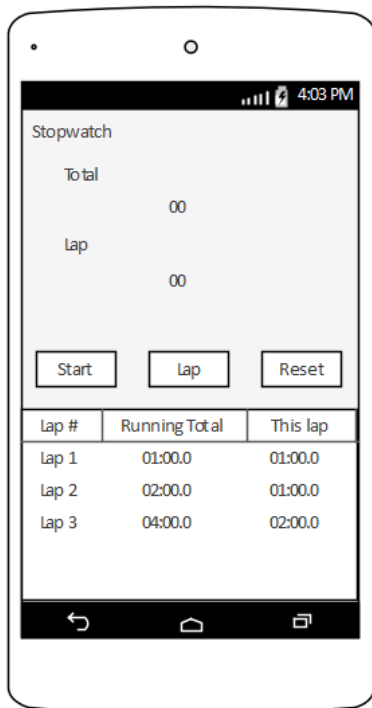 4:03 PM
Stopwatch
Total
00
Lap
00
Start Lap Reset
Lap # Running Total This lap
Lap 1 01:00.0 01:00.0
Lap 2 02:00.0 01:00.0
Lap 3 04:00.0 02:00.0